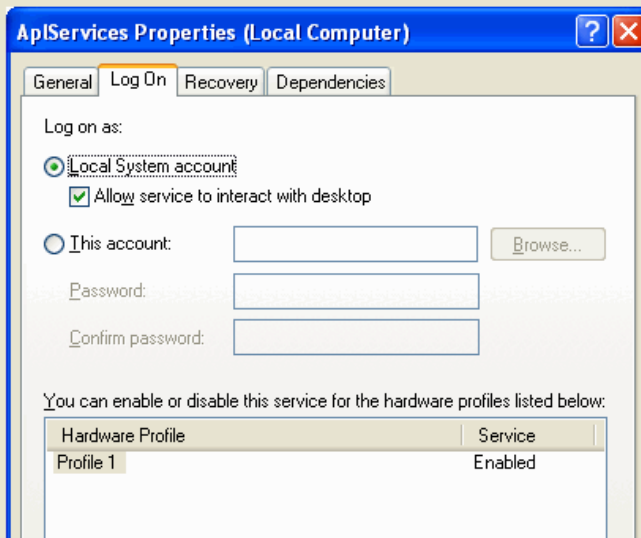 AplServices Properties (Local Computer)
General Log On Recovery Dependencies
Log on as:
Local System account
Allow service to interact with desktop
This account: Browse...
Password:
Confirm password:
You can enable or disable this service for the hardware profiles listed below:
Hardware Profile Service
Profile 1 Enabled